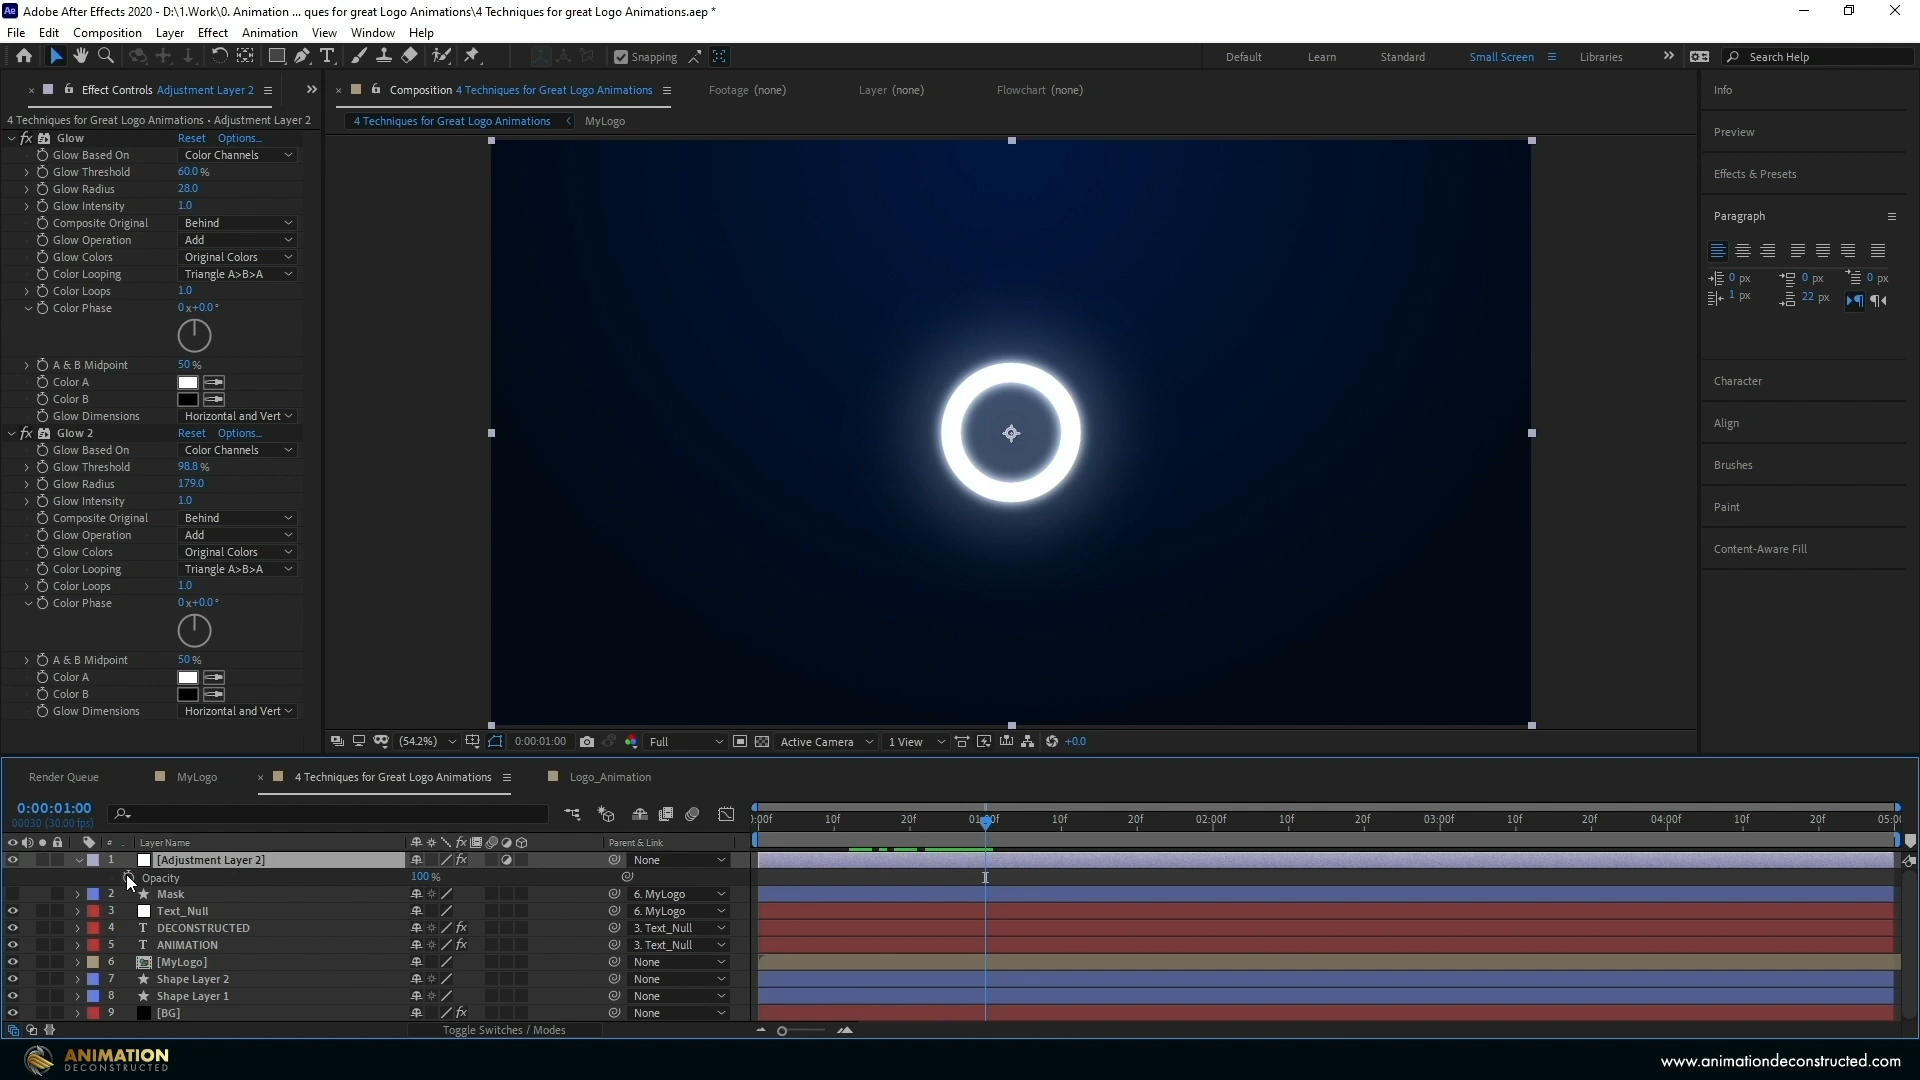 Ae Adobe After Effects 2020 - D:\1.Work\0. Animation ... ques for great Logo Animations\4 Techniques for great Logo Animations.aep *
File Edit Composition Layer Effect Animation View Window Help
Snapping Default Learn Standard Small Screen Libraries Search Help
Effect Controls Adjustment Layer 2
4 Techniques for Great Logo Animations • Adjustment Layer 2
fx Glow Reset Options...
Glow Based On Color Channels
Glow Threshold 60.0 %
Glow Radius 28.0
Glow Intensity 1.0
Composite Original Behind
Glow Operation Add
Glow Colors Original Colors
Color Looping Triangle A>B>A
Color Loops 1.0
Color Phase 0 x+0.0 °
A & B Midpoint 50 %
Color A
Color B
Glow Dimensions Horizontal and Vert
fx Glow 2 Reset Options...
Glow Based On Color Channels
Glow Threshold 98.8 %
Glow Radius 179.0
Glow Intensity 1.0
Composite Original Behind
Glow Operation Add
Glow Colors Original Colors
Color Looping Triangle A>B>A
Color Loops 1.0
Color Phase 0 x+0.0 °
A & B Midpoint 50 %
Color A
Color B
Glow Dimensions Horizontal and Vert
Composition 4 Techniques for Great Logo Animations Footage (none) Layer (none) Flowchart (none)
4 Techniques for Great Logo Animations MyLogo
(54.2%) 0:00:01:00 Full Active Camera 1 View +0.0
Info
Preview
Effects & Presets
Paragraph
0 px 0 px 0 px
1 px 22 px
Character
Align
Brushes
Paint
Content-Aware Fill
Render Queue MyLogo 4 Techniques for Great Logo Animations Logo_Animation
0:00:01:00
00030 (30.00 fps)
):00f 10f 20f 10f 20f 02:00f 10f 20f 03:00f 10f 20f 04:00f 10f 20f
# Layer Name fx Parent & Link
1 [Adjustment Layer 2] fx None
Opacity 100 %
2 Mask 6. MyLogo
3 Text_Null 6. MyLogo
4 T DECONSTRUCTED fx 3. Text_Null
5 T ANIMATION fx 3. Text_Null
6 [MyLogo] None
7 Shape Layer 2 None
8 Shape Layer 1 None
9 [BG] fx None
Toggle Switches / Modes
ANIMATION
DECONSTRUCTED
www.animationdeconstructed.com